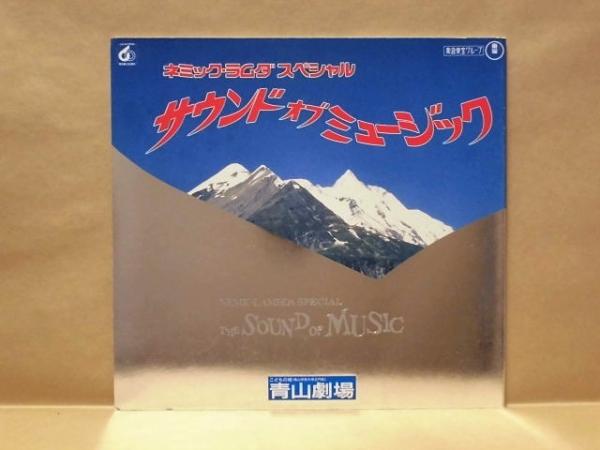 ネミック・ラムダ スペシャル
サウンド オブ ミュージック
NEMIC-LAMBDA SPECIAL
THE SOUND OF MUSIC
青山劇場